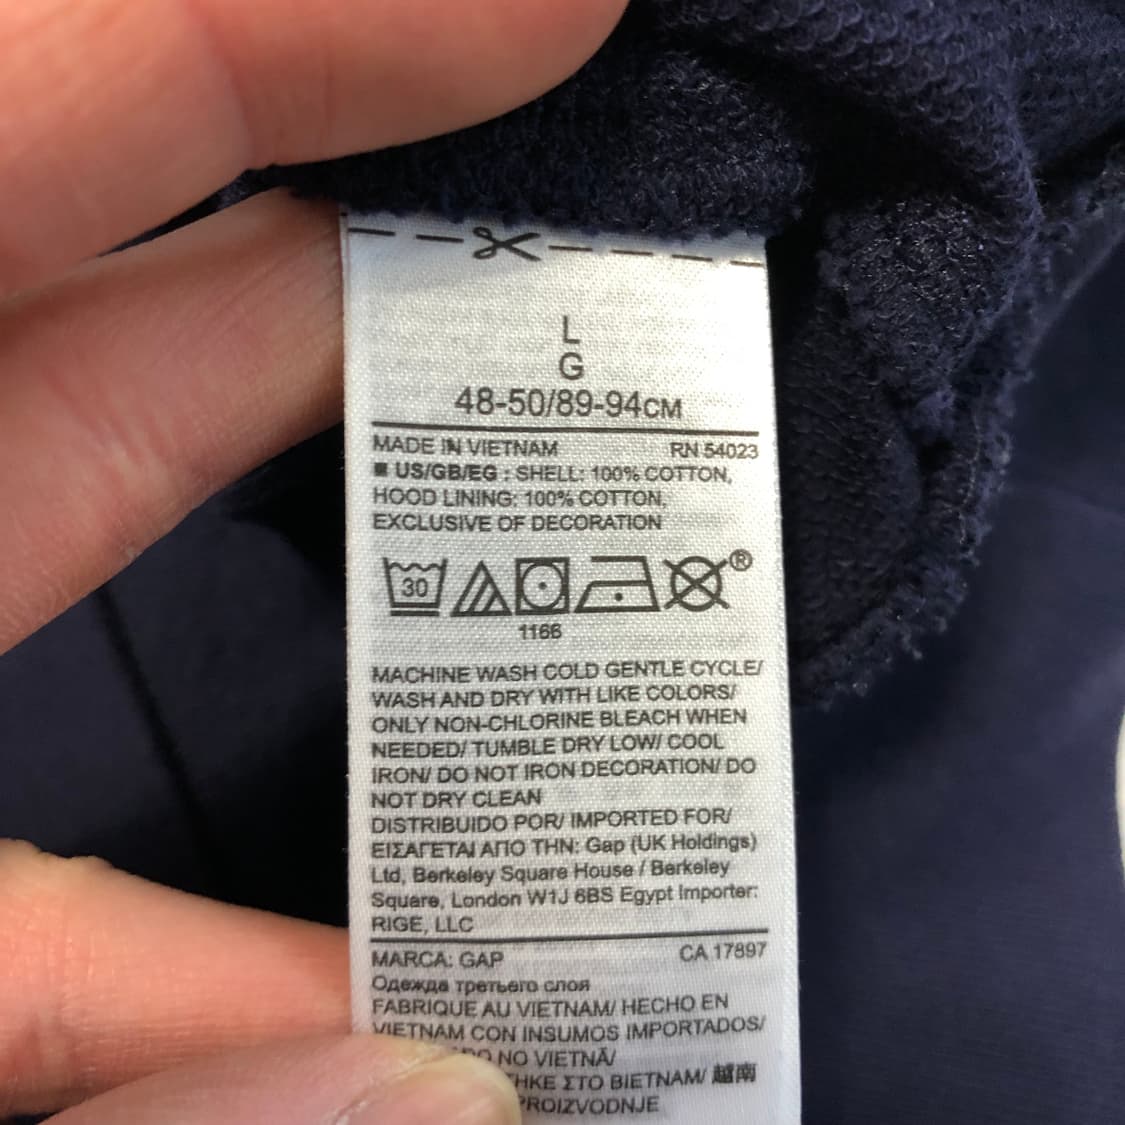 L
G
48-50/89-94CM
MADE IN VIETNAM RN 54023
US/GB/EG : SHELL: 100% COTTON,
HOOD LINING: 100% COTTON,
EXCLUSIVE OF DECORATION
30
®
1166
MACHINE WASH COLD GENTLE CYCLE/
WASH AND DRY WITH LIKE COLORS/
ONLY NON-CHLORINE BLEACH WHEN
NEEDED/ TUMBLE DRY LOW/ COOL
IRON/ DO NOT IRON DECORATION/ DO
NOT DRY CLEAN
DISTRIBUIDO POR/ IMPORTED FOR/
ΕΙΣΑΓΕΤΑΙ ΑΠΟ ΤΗΝ: Gap (UK Holdings)
Ltd, Berkeley Square House / Berkeley
Square, London W1J 6BS Egypt Importer:
RIGE, LLC
MARCA: GAP CA 17897
Одежда третьего слоя
FABRIQUE AU VIETNAM/ HECHO EN
VIETNAM CON INSUMOS IMPORTADOS/
NO VIETNÃ/
ΣΤΟ ΒΙΕΤΝΑΜ/ 越南
PROIZVODNJE